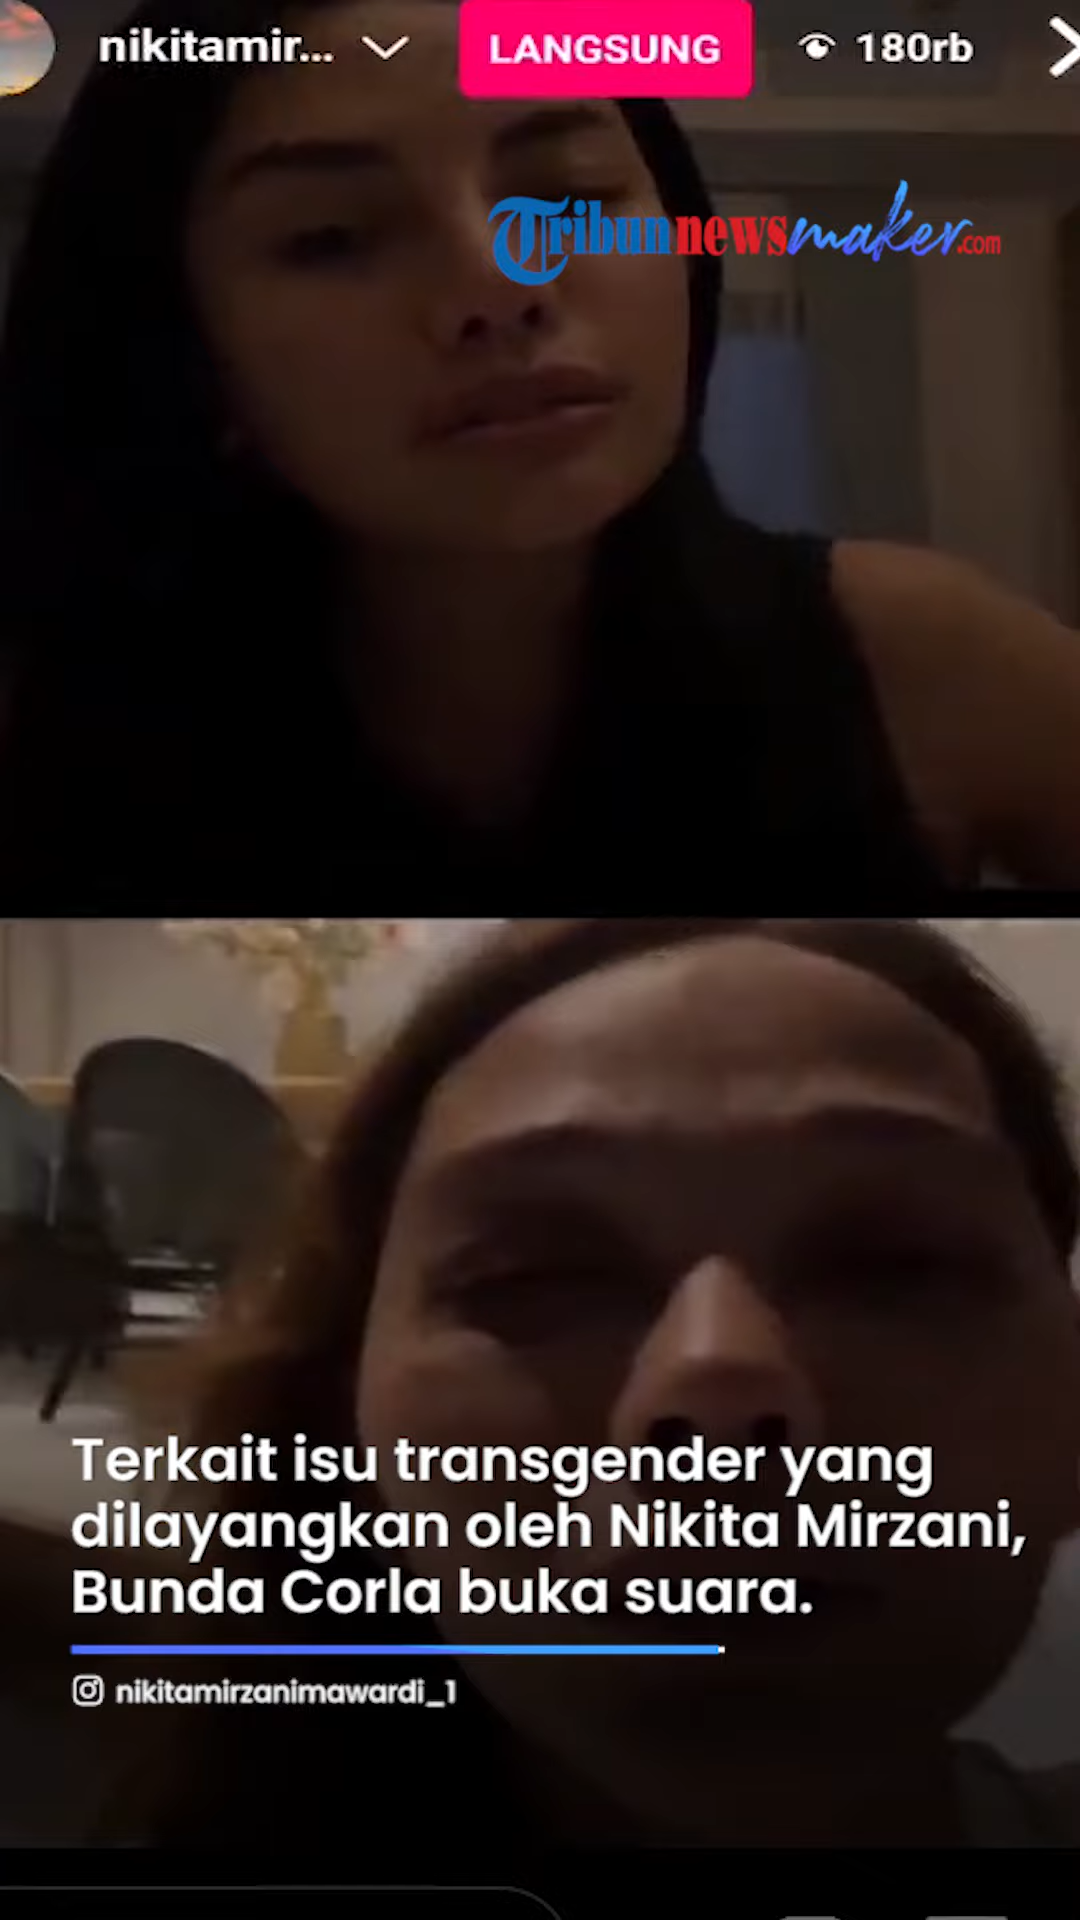 nikitamir...
LANGSUNG
180rb
Tribunnewsmaker.com
Terkait isu transgender yang
dilayangkan oleh Nikita Mirzani,
Bunda Corla buka suara.
nikitamirzanimawardi_1